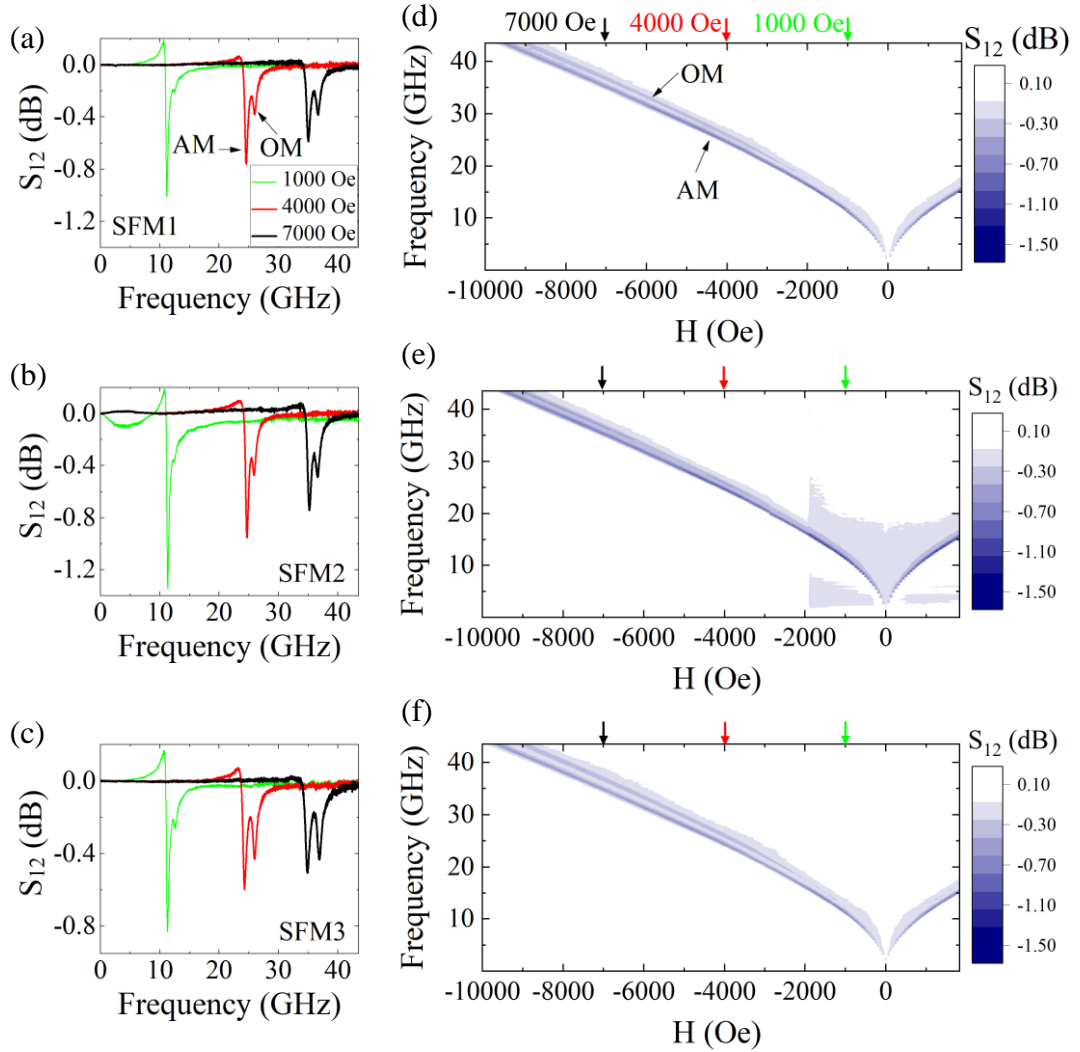 (a)
0.0
-0.4
-0.8
-1.2
S12 (dB)
AM
OM
1000 Oe
4000 Oe
7000 Oe
SFM1
0 10 20 30 40
Frequency (GHz)
(d)
7000 Oe 4000 Oe 1000 Oe
OM
AM
40
30
20
10
Frequency (GHz)
-10000 -8000 -6000 -4000 -2000 0
H (Oe)
S12 (dB)
0.10
-0.30
-0.70
-1.10
-1.50
(b)
0.0
-0.4
-0.8
-1.2
S12 (dB)
SFM2
0 10 20 30 40
Frequency (GHz)
(e)
40
30
20
10
Frequency (GHz)
-10000 -8000 -6000 -4000 -2000 0
H (Oe)
S12 (dB)
0.10
-0.30
-0.70
-1.10
-1.50
(c)
0.0
-0.4
-0.8
S12 (dB)
SFM3
0 10 20 30 40
Frequency (GHz)
(f)
40
30
20
10
Frequency (GHz)
-10000 -8000 -6000 -4000 -2000 0
H (Oe)
S12 (dB)
0.10
-0.30
-0.70
-1.10
-1.50